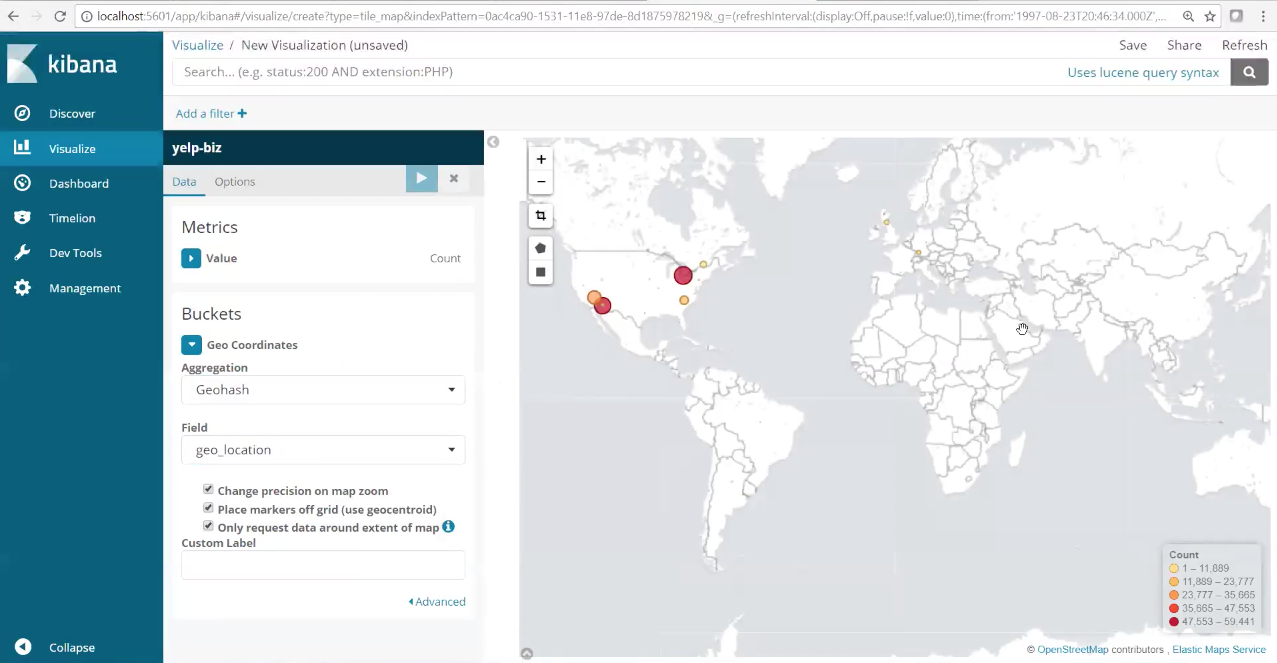 localhost:5601/app/kibana#/visualize/create?type=tile_map&indexPattern=0ac4ca90-1531-11e8-97de-8d1875978219&_g=(refreshInterval:(display:Off,pause:!f,value:0),time:(from:'1997-08-23T20:46:34.000Z',...
kibana
Discover
Visualize
Dashboard
Timelion
Dev Tools
Management
Collapse
Visualize / New Visualization (unsaved)
Save Share Refresh
Search... (e.g. status:200 AND extension:PHP)
Uses lucene query syntax
Add a filter +
yelp-biz
Data Options
Metrics
Value Count
Buckets
Geo Coordinates
Aggregation
Geohash
Field
geo_location
Change precision on map zoom
Place markers off grid (use geocentroid)
Only request data around extent of map
Custom Label
Advanced
+
−
Count
1 – 11,889
11,889 – 23,777
23,777 – 35,665
35,665 – 47,553
47,553 – 59,441
© OpenStreetMap contributors , Elastic Maps Service